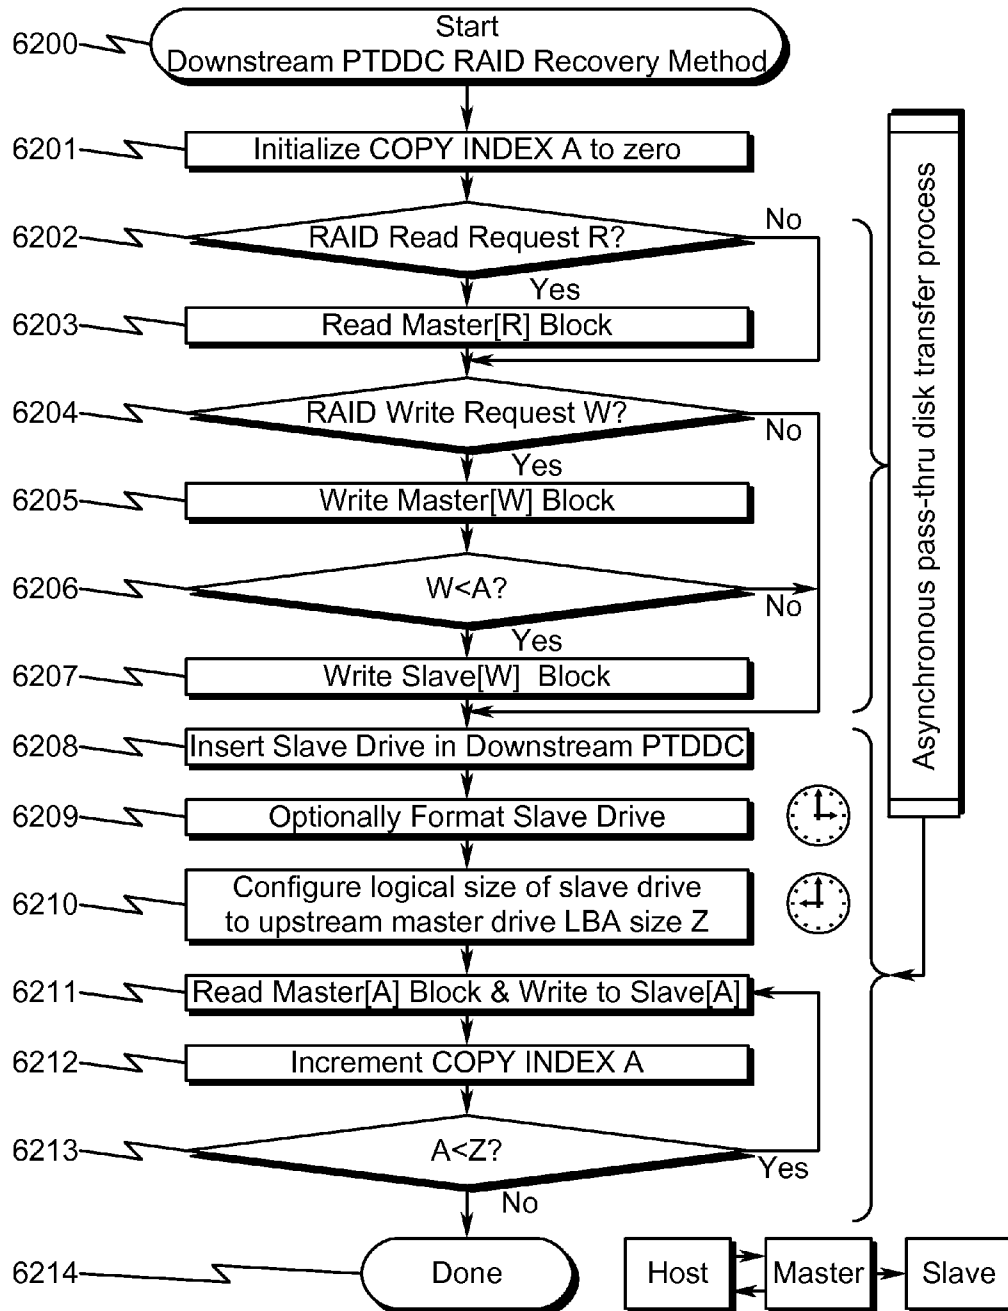 6200
Start
Downstream PTDDC RAID Recovery Method
6201
Initialize COPY INDEX A to zero
6202
RAID Read Request R?
No
Yes
6203
Read Master[R] Block
6204
RAID Write Request W?
No
Yes
6205
Write Master[W] Block
6206
W<A?
No
Yes
6207
Write Slave[W] Block
6208
Insert Slave Drive in Downstream PTDDC
6209
Optionally Format Slave Drive
6210
Configure logical size of slave drive
to upstream master drive LBA size Z
6211
Read Master[A] Block & Write to Slave[A]
6212
Increment COPY INDEX A
6213
A<Z?
Yes
No
6214
Done
Asynchronous pass-thru disk transfer process
Host
Master
Slave